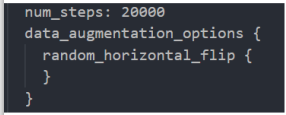 num_steps: 20000
data_augmentation_options {
  random_horizontal_flip {
  }
}